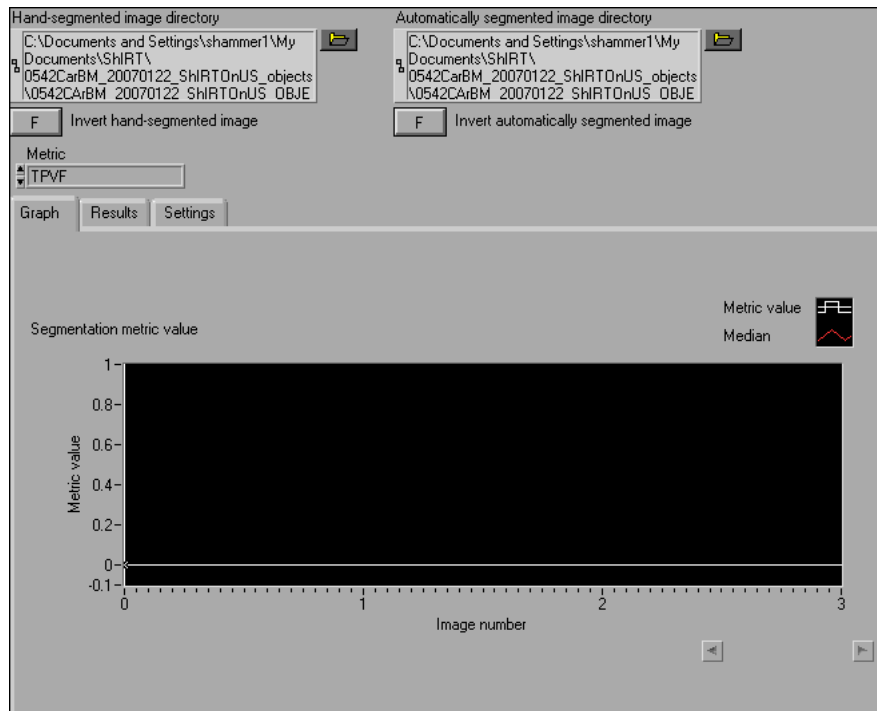 Hand-segmented image directory
C:\Documents and Settings\shammer1\My
Documents\ShIRT\
0542CarBM_20070122_ShIRTOnUS_objects
\0542CArBM_20070122_ShIRTOnUS_OBJE
Automatically segmented image directory
C:\Documents and Settings\shammer1\My
Documents\ShIRT\
0542CarBM_20070122_ShIRTOnUS_objects
\0542CArBM_20070122_ShIRTOnUS_OBJE
F Invert hand-segmented image
F Invert automatically segmented image
Metric
TPVF
Graph Results Settings
Metric value
Median
Segmentation metric value
Metric value
1
0.8
0.6
0.4
0.2
0
-0.1
0 1 2 3
Image number